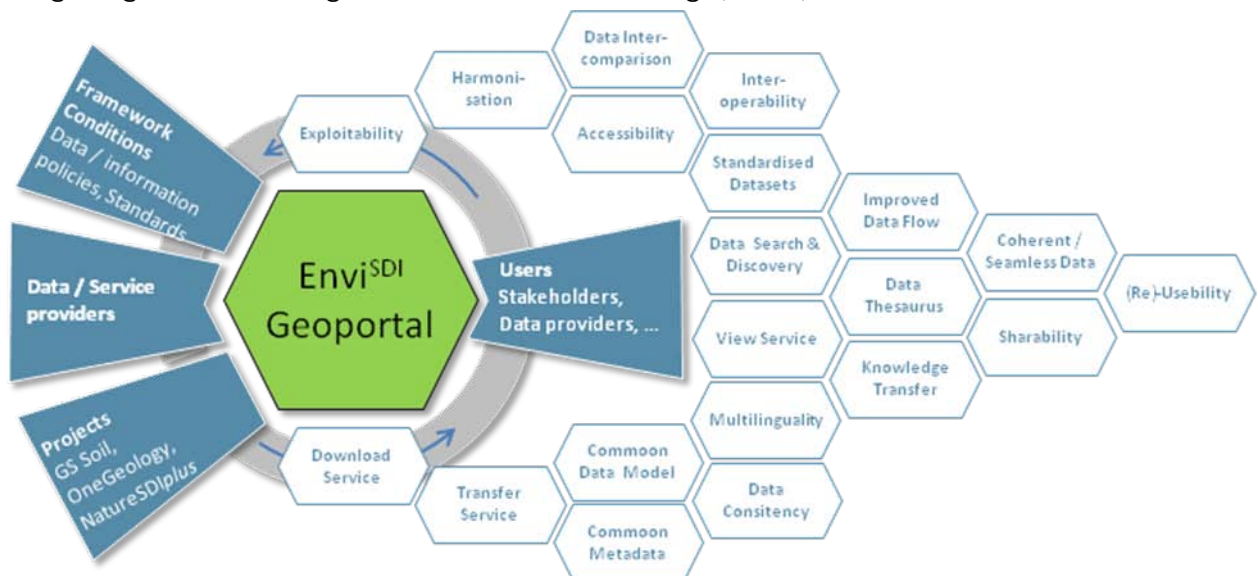 Framework
Conditions
Data / information
policies, Standards
Data / Service
providers
Projects
GS Soil,
OneGeology,
NatureSDIplus
Exploitability
EnviSDI
Geoportal
Download
Service
Users
Stakeholders,
Data providers, ...
Harmoni-
sation
Data Inter-
comparison
Accessibility
Inter-
operability
Standardised
Datasets
Data Search &
Discovery
View Service
Multilinguality
Data
Consitency
Transfer
Service
Commoon
Data Model
Commoon
Metadata
Improved
Data Flow
Data
Thesaurus
Knowledge
Transfer
Coherent /
Seamless Data
Sharability
(Re)-Usebility